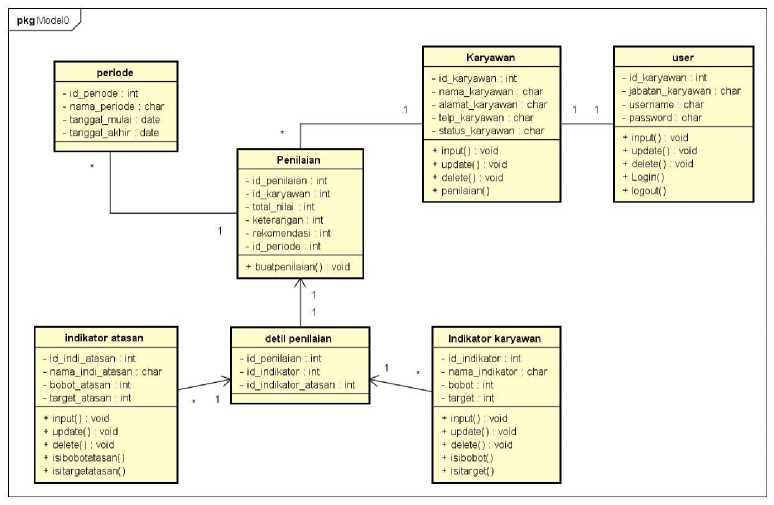 pkg Model0
periode
- id_periode : int
- nama_periode : char
- tanggal_mulai : date
- tanggal_akhir : date
Karyawan
- id_karyawan : int
- nama_karyawan : char
- alamat_karyawan : char
- telp_karyawan : char
- status_karyawan : char
+ input() : void
+ update() : void
+ delete() : void
+ penilaian()
user
- id_karyawan : int
- jabatan_karyawan : char
- username : char
- password : char
+ input() : void
+ update() : void
+ delete() : void
+ Login()
+ logout()
1
*
1
1
Penilaian
- id_penilaian : int
- id_karyawan : int
- total_nilai : int
- keterangan : int
- rekomendasi : int
- id_periode : int
+ buatpenilaian() : void
*
1
1
1
indikator atasan
- id_indi_atasan : int
- nama_indi_atasan : char
- bobot_atasan : int
- target_atasan : int
+ input() : void
+ update() : void
+ delete() : void
+ isibobotatasan()
+ isitargetatasan()
detil penilaian
- id_penilaian : int
- id_indikator : int
- id_indikator_atasan : int
Indikator karyawan
- id_indikator : int
- nama_indikator : char
- bobot : int
- target : int
+ input() : void
+ update() : void
+ delete() : void
+ isibobot()
+ isitarget()
*
1
1
*